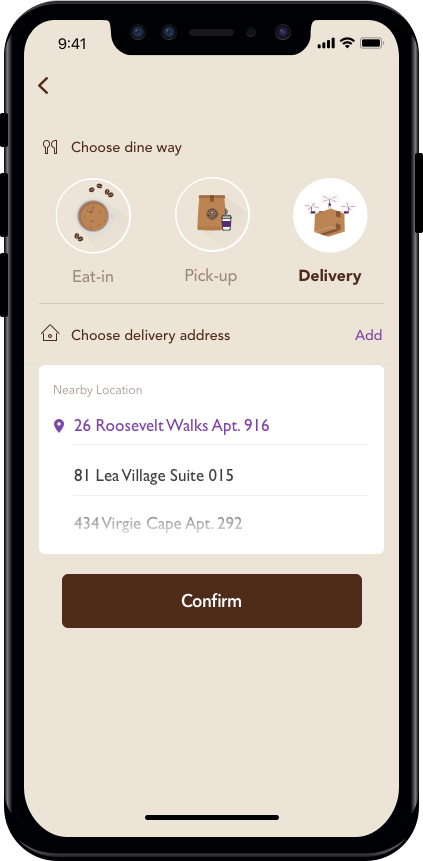 9:41
Choose dine way
Eat-in Pick-up Delivery
Choose delivery address Add
Nearby Location
26 Roosevelt Walks Apt. 916
81 Lea Village Suite 015
434 Virgie Cape Apt. 292
Confirm